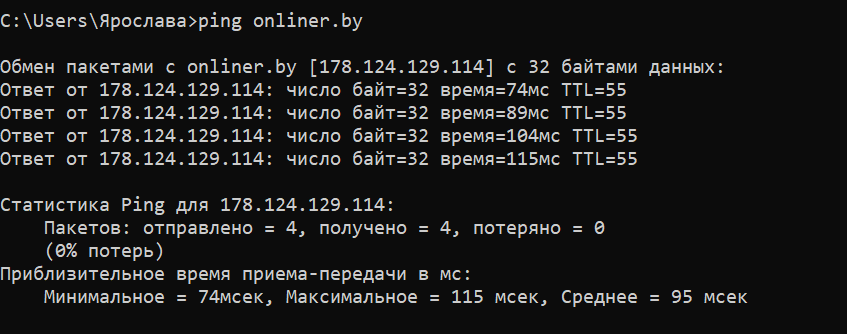 C:\Users\Ярослава>ping onliner.by
Обмен пакетами с onliner.by [178.124.129.114] с 32 байтами данных:
Ответ от 178.124.129.114: число байт=32 время=74мс TTL=55
Ответ от 178.124.129.114: число байт=32 время=89мс TTL=55
Ответ от 178.124.129.114: число байт=32 время=104мс TTL=55
Ответ от 178.124.129.114: число байт=32 время=115мс TTL=55
Статистика Ping для 178.124.129.114:
Пакетов: отправлено = 4, получено = 4, потеряно = 0
(0% потерь)
Приблизительное время приема-передачи в мс:
Минимальное = 74мсек, Максимальное = 115 мсек, Среднее = 95 мсек